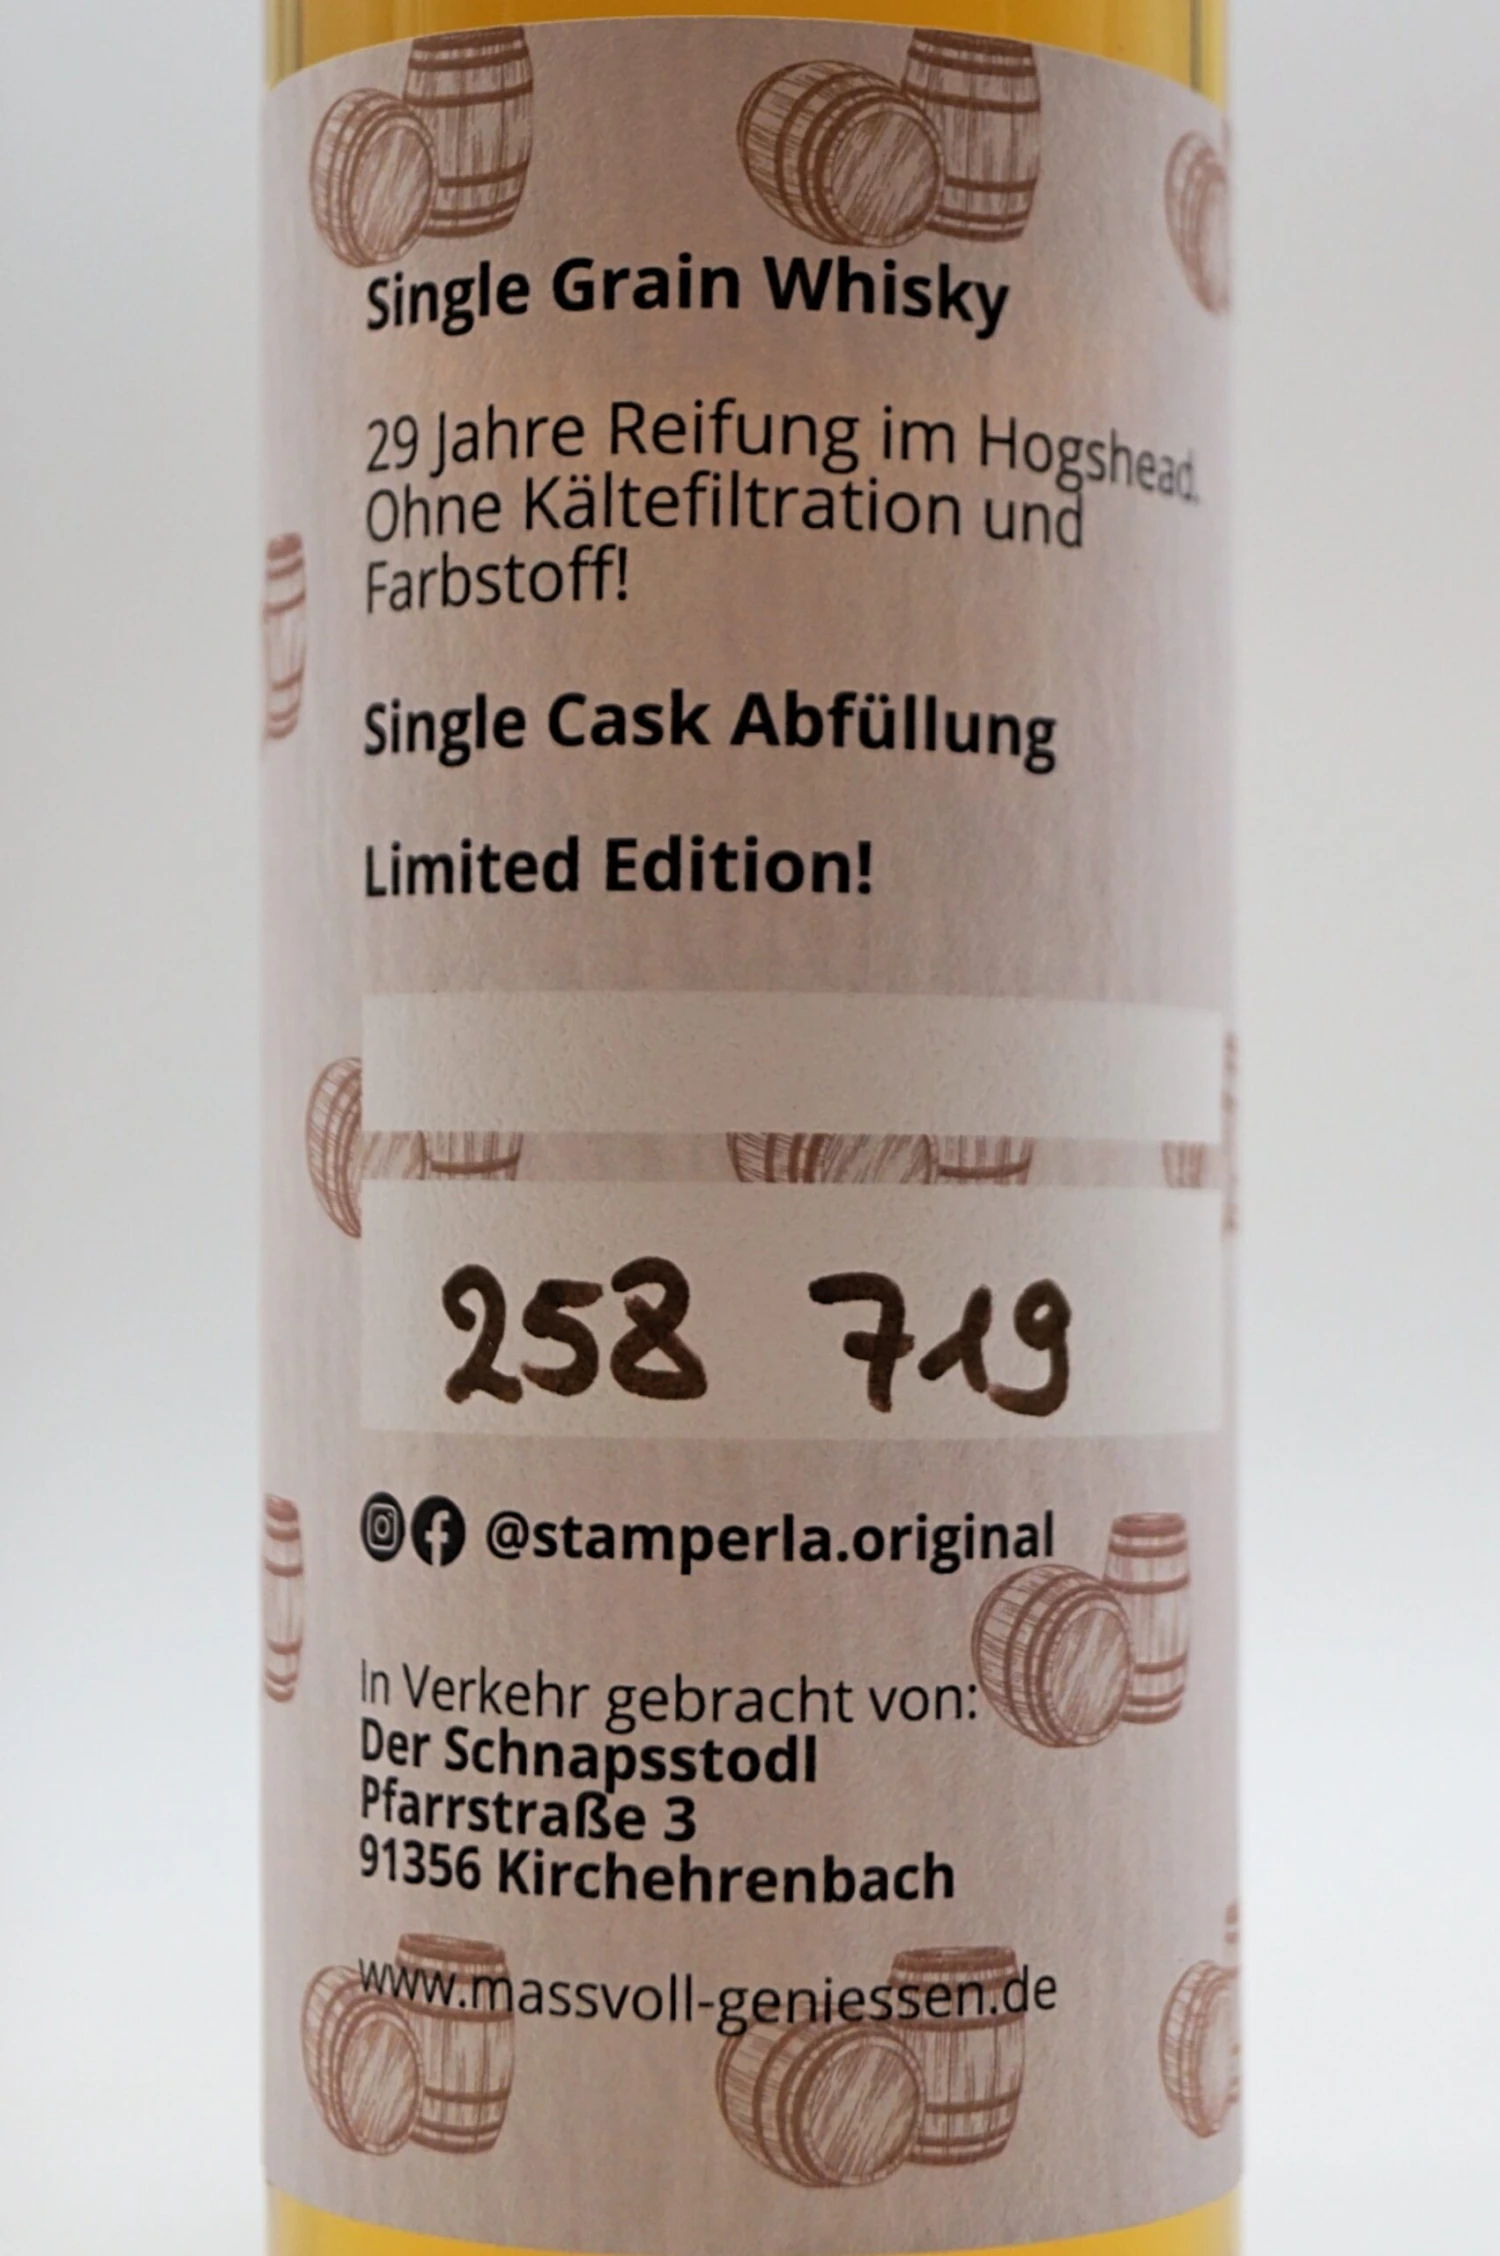 Single Grain Whisky
29 Jahre Reifung im Hogshead.
Ohne Kältefiltration und
Farbstoff!
Single Cask Abfüllung
Limited Edition!
258 719
@stamperla.original
In Verkehr gebracht von:
Der Schnapsstodl
Pfarrstraße 3
91356 Kirchehrenbach
www.massvoll-geniessen.de